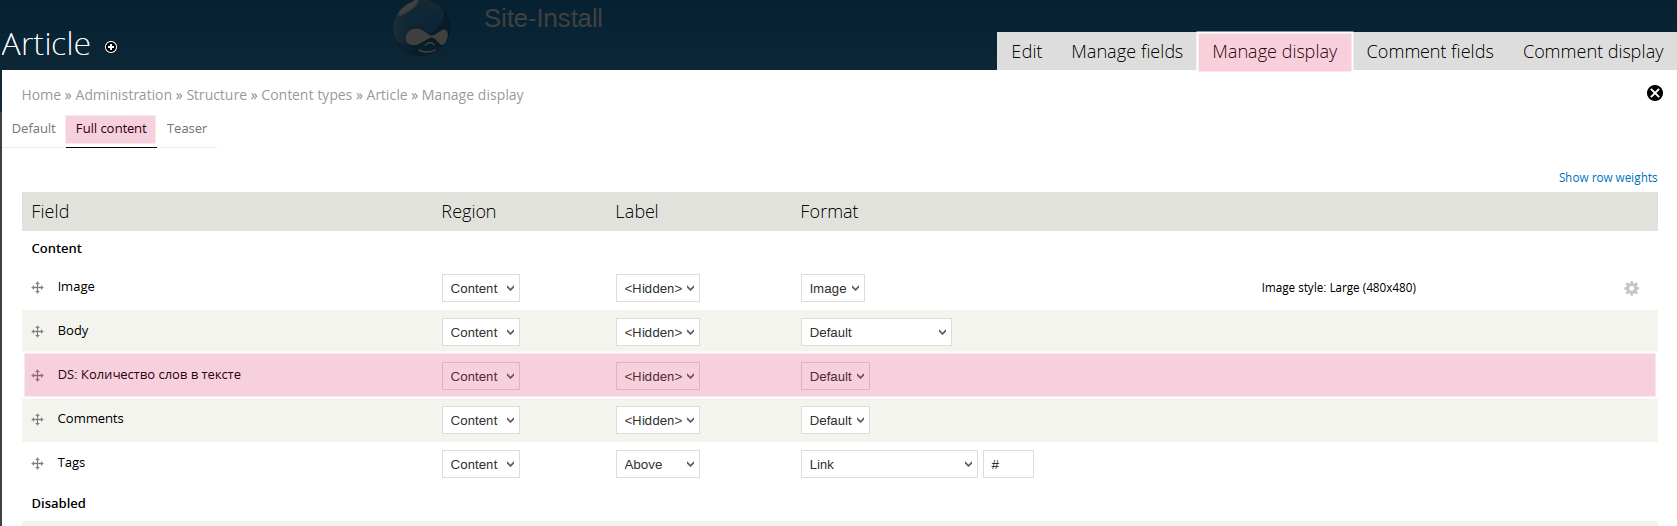 Site-Install
Article
Edit Manage fields Manage display Comment fields Comment display
Home » Administration » Structure » Content types » Article » Manage display
Default Full content Teaser
Show row weights
Field Region Label Format
Content
Image Content <Hidden> Image Image style: Large (480x480)
Body Content <Hidden> Default
DS: Количество слов в тексте Content <Hidden> Default
Comments Content <Hidden> Default
Tags Content Above Link #
Disabled